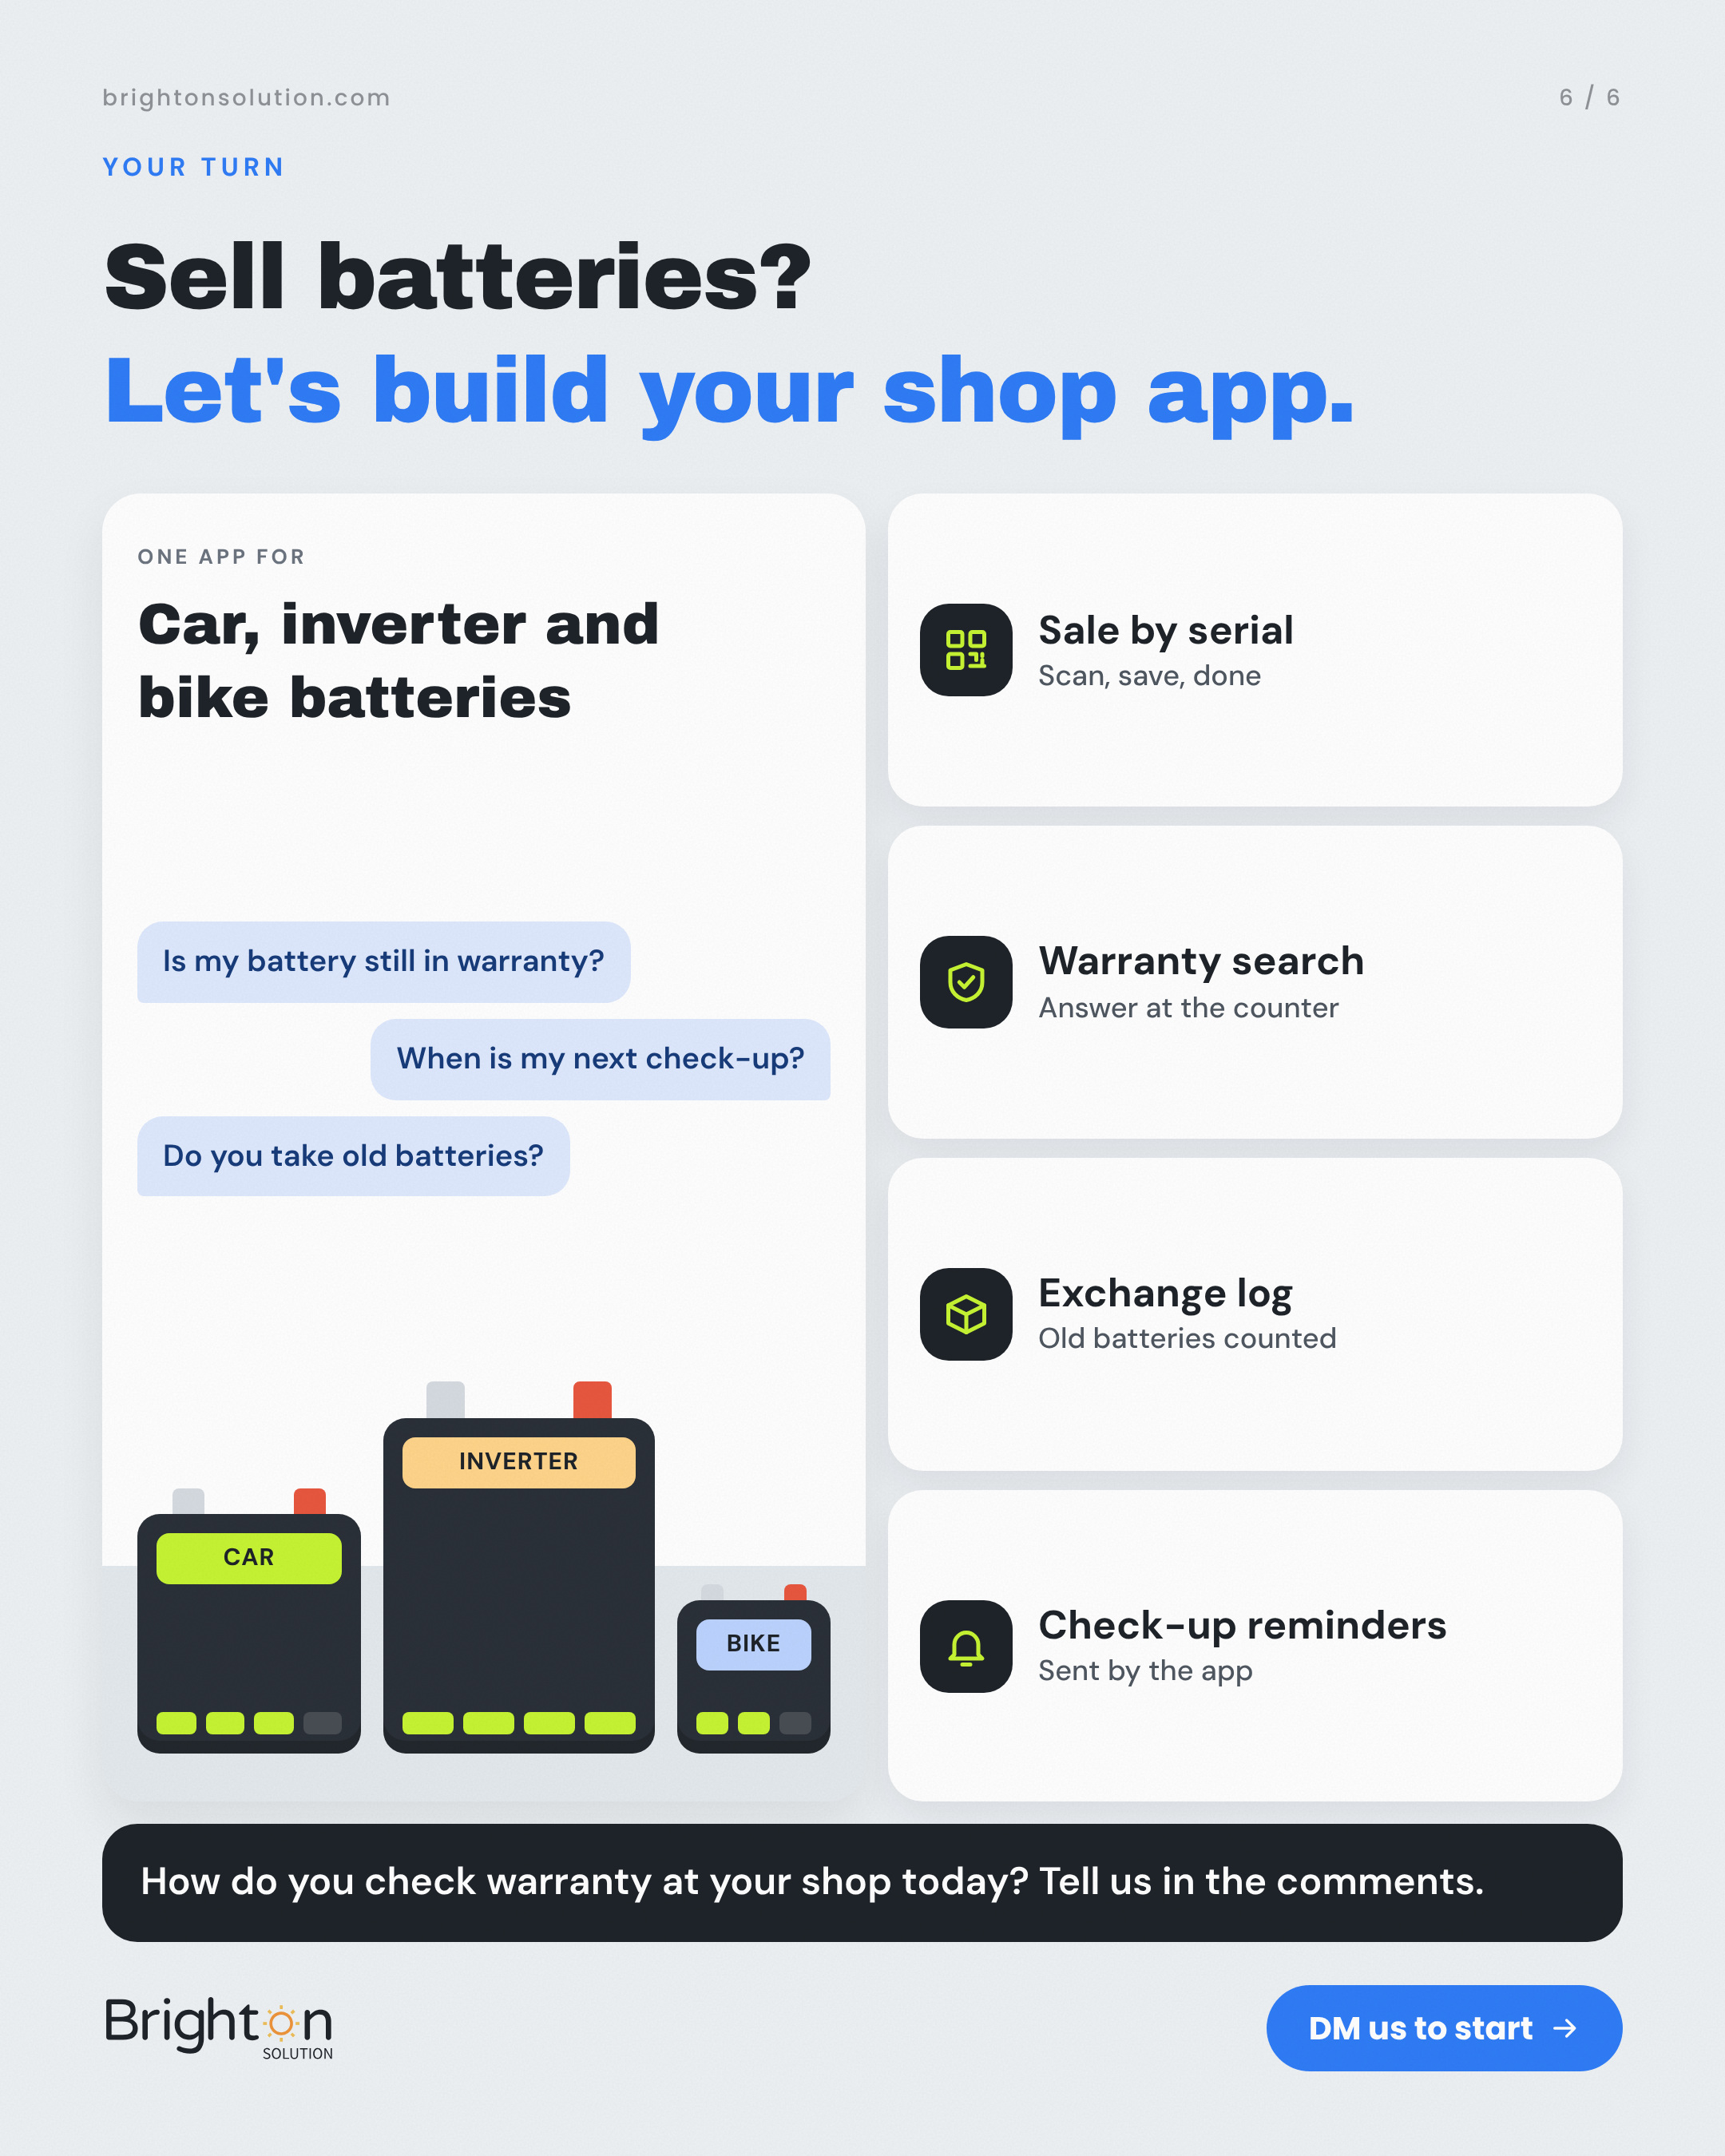 brightonsolution.com
6 / 6
YOUR TURN
Sell batteries?
Let's build your shop app.
ONE APP FOR
Car, inverter and
bike batteries
Is my battery still in warranty?
When is my next check-up?
Do you take old batteries?
CAR
INVERTER
BIKE
Sale by serial
Scan, save, done
Warranty search
Answer at the counter
Exchange log
Old batteries counted
Check-up reminders
Sent by the app
How do you check warranty at your shop today? Tell us in the comments.
Brighton
SOLUTION
DM us to start →